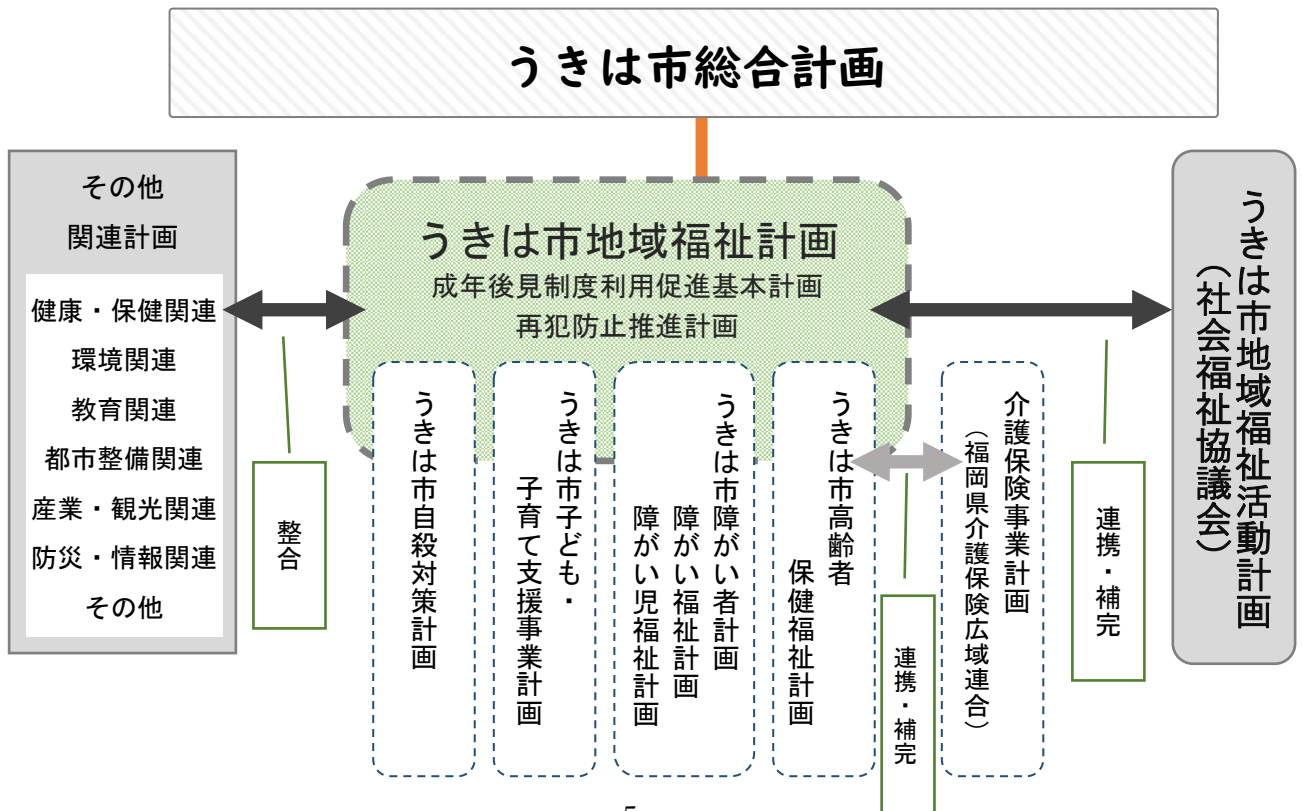 うきは市総合計画
その他
関連計画
健康・保健関連
環境関連
教育関連
都市整備関連
産業・観光関連
防災・情報関連
その他
整合
うきは市地域福祉計画
成年後見制度利用促進基本計画
再犯防止推進計画
うきは市自殺対策計画
うきは市子ども・
子育て支援事業計画
うきは市障がい者計画
障がい福祉計画
障がい児福祉計画
うきは市高齢者
保健福祉計画
連携・補完
介護保険事業計画
（福岡県介護保険広域連合）
連携・補完
うきは市地域福祉活動計画
（社会福祉協議会）